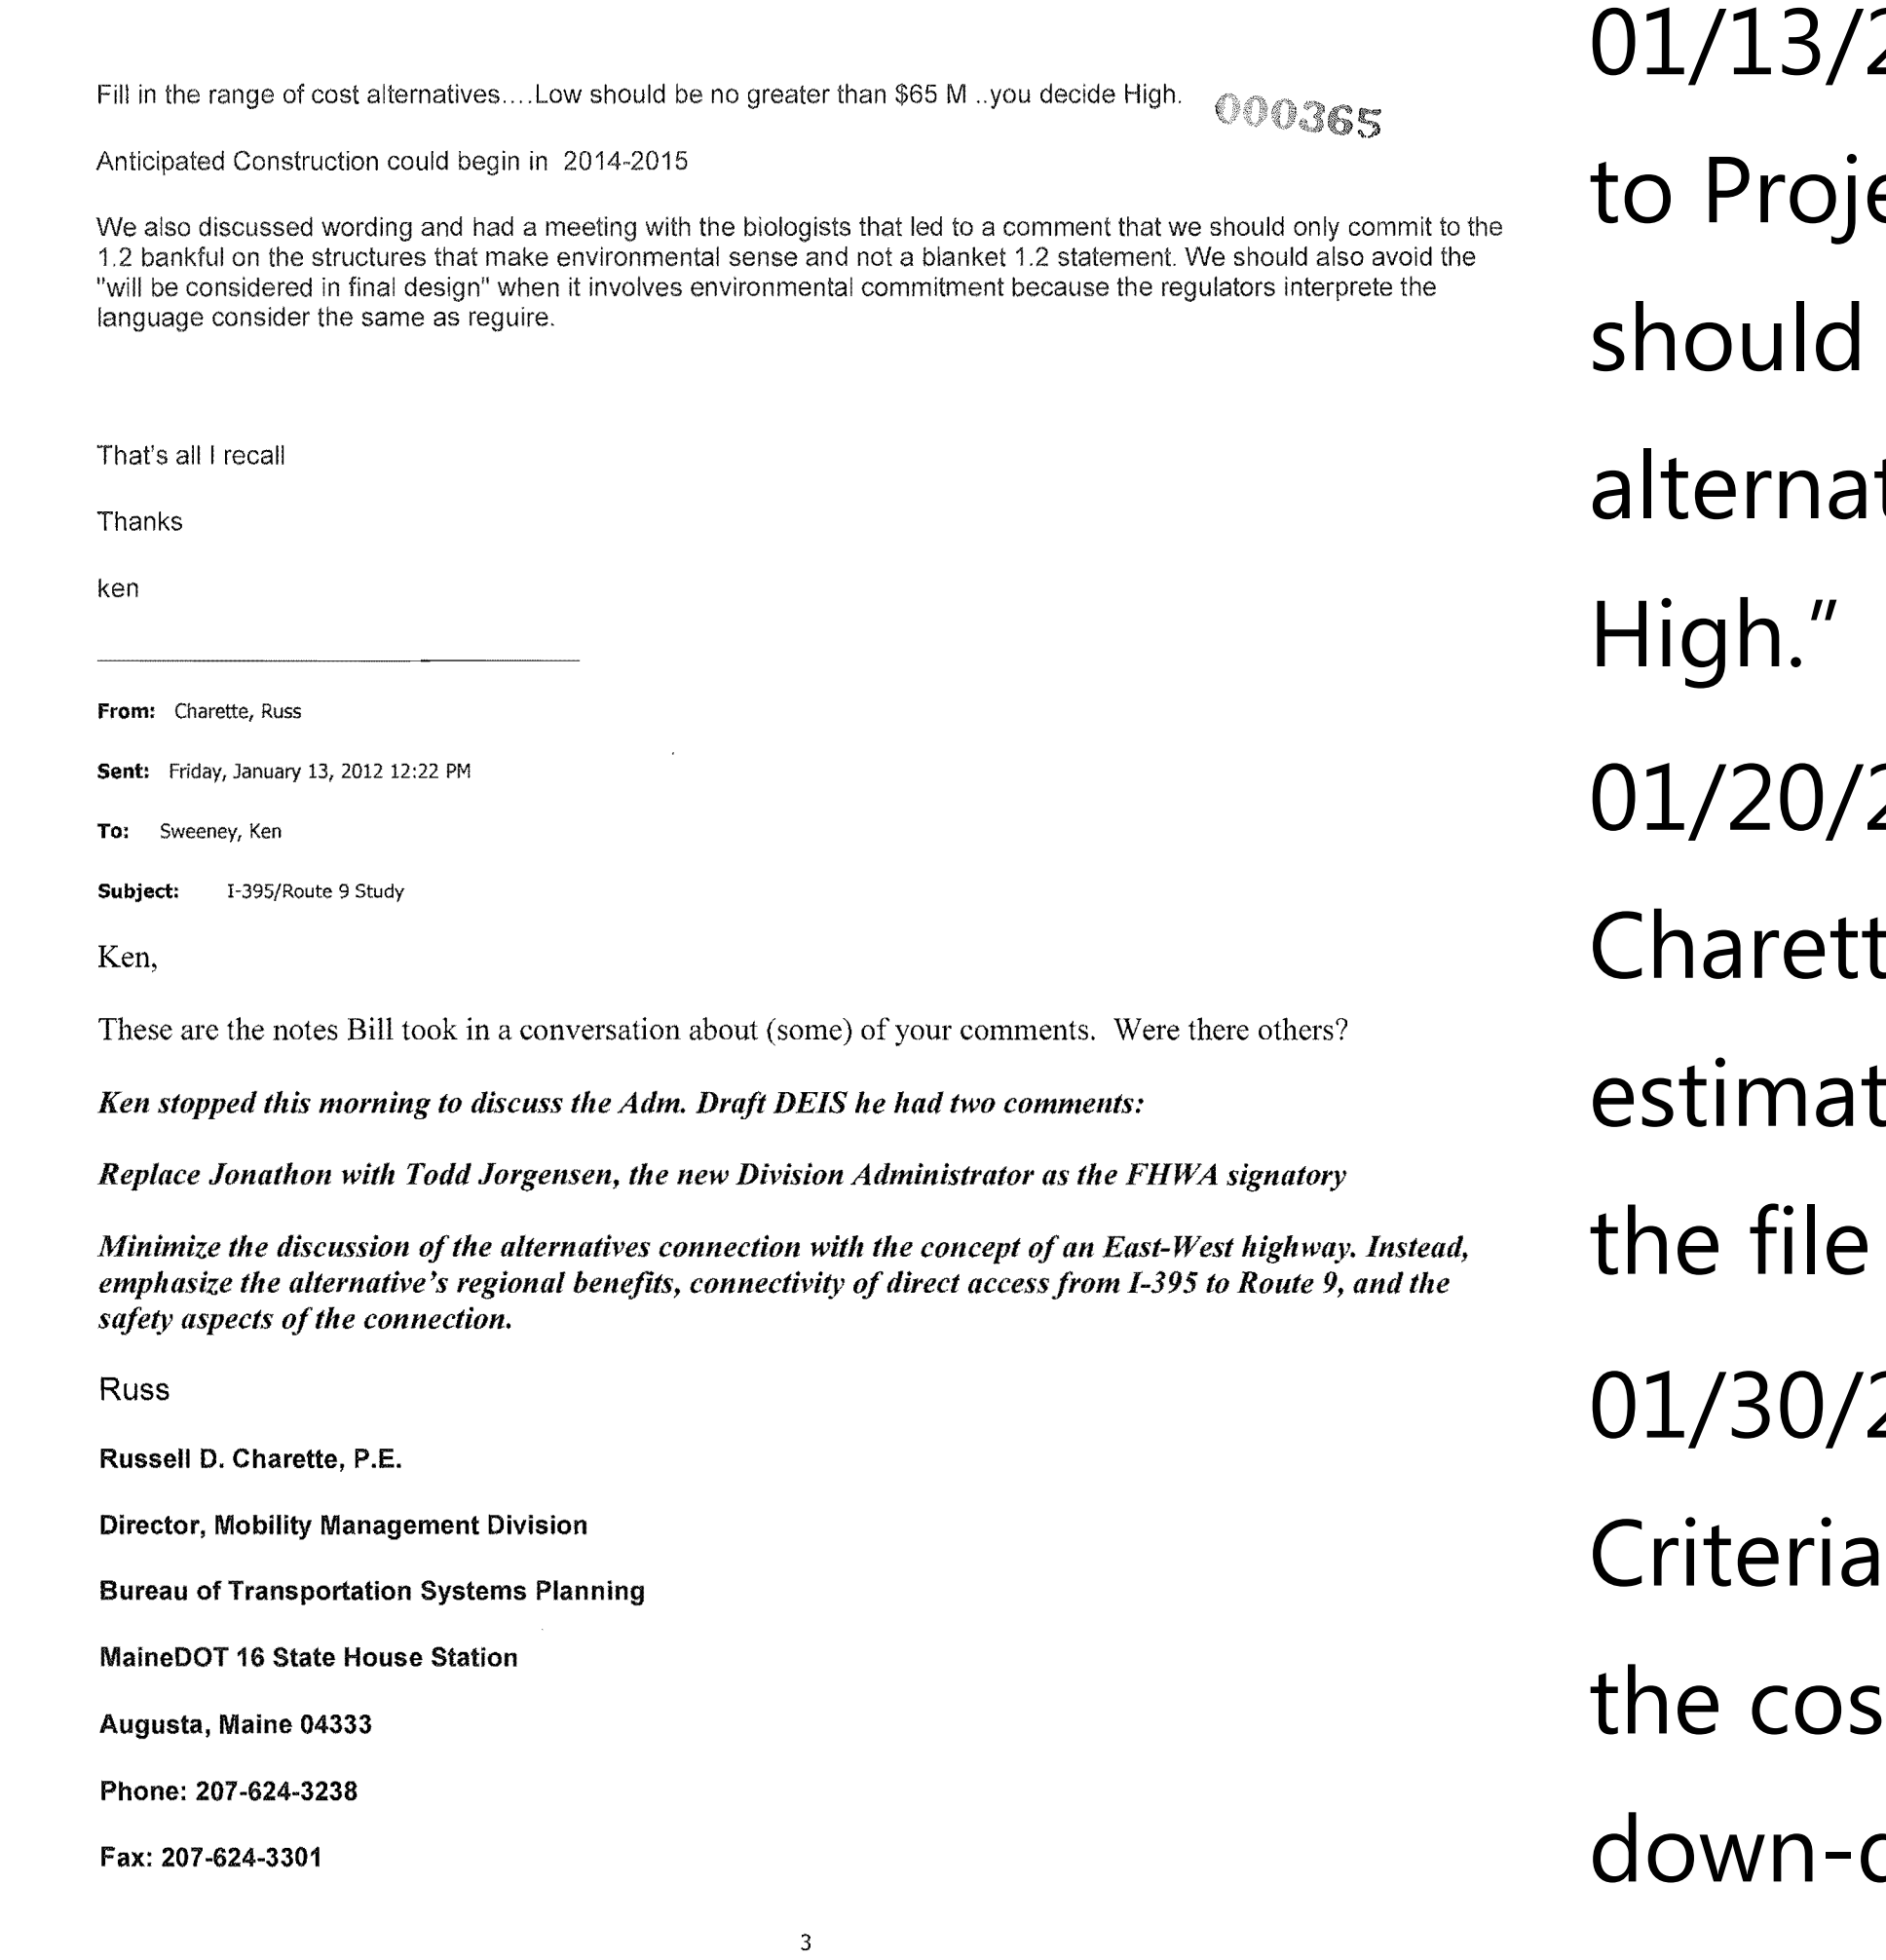 Fill in the range of cost alternatives....Low should be no greater than $65 M ..you decide High.
000365
Anticipated Construction could begin in 2014-2015
We also discussed wording and had a meeting with the biologists that led to a comment that we should only commit to the
1.2 bankful on the structures that make environmental sense and not a blanket 1.2 statement. We should also avoid the
"will be considered in final design" when it involves environmental commitment because the regulators interprete the
language consider the same as reguire.
That's all I recall
Thanks
ken
From: Charette, Russ
Sent: Friday, January 13, 2012 12:22 PM
To: Sweeney, Ken
Subject: I-395/Route 9 Study
Ken,
These are the notes Bill took in a conversation about (some) of your comments. Were there others?
Ken stopped this morning to discuss the Adm. Draft DEIS he had two comments:
Replace Jonathon with Todd Jorgensen, the new Division Administrator as the FHWA signatory
Minimize the discussion of the alternatives connection with the concept of an East-West highway. Instead,
emphasize the alternative's regional benefits, connectivity of direct access from I-395 to Route 9, and the
safety aspects of the connection.
Russ
Russell D. Charette, P.E.
Director, Mobility Management Division
Bureau of Transportation Systems Planning
MaineDOT 16 State House Station
Augusta, Maine 04333
Phone: 207-624-3238
Fax: 207-624-3301
3
01/13/2
to Proje
should
alternat
High.”
01/20/2
Charett
estimat
the file
01/30/2
Criteria
the cos
down-